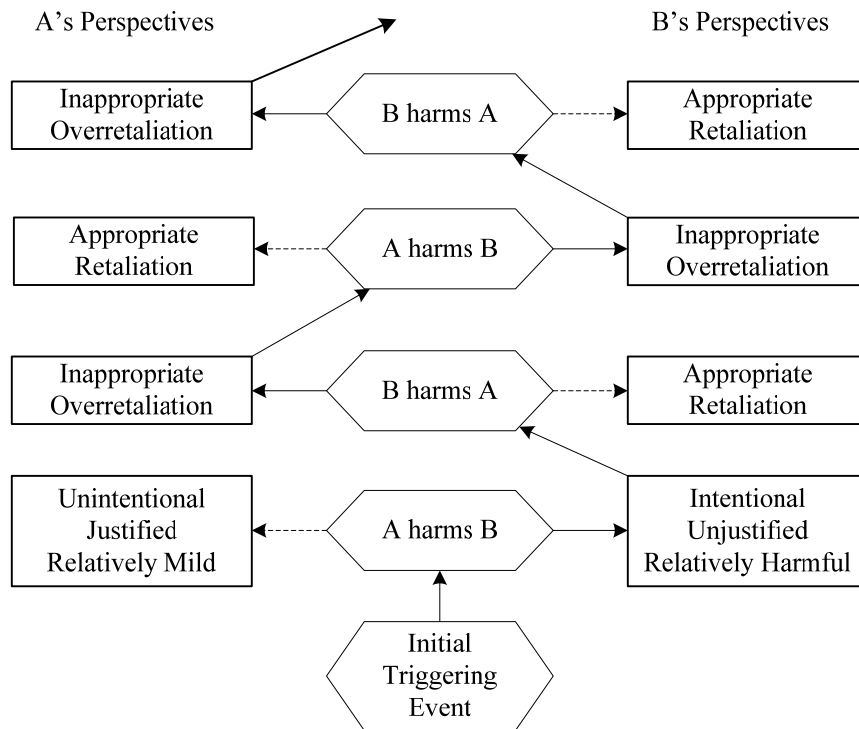 A's Perspectives
B's Perspectives
Inappropriate
Overretaliation
B harms A
Appropriate
Retaliation
Appropriate
Retaliation
A harms B
Inappropriate
Overretaliation
Inappropriate
Overretaliation
B harms A
Appropriate
Retaliation
Unintentional
Justified
Relatively Mild
A harms B
Intentional
Unjustified
Relatively Harmful
Initial
Triggering
Event